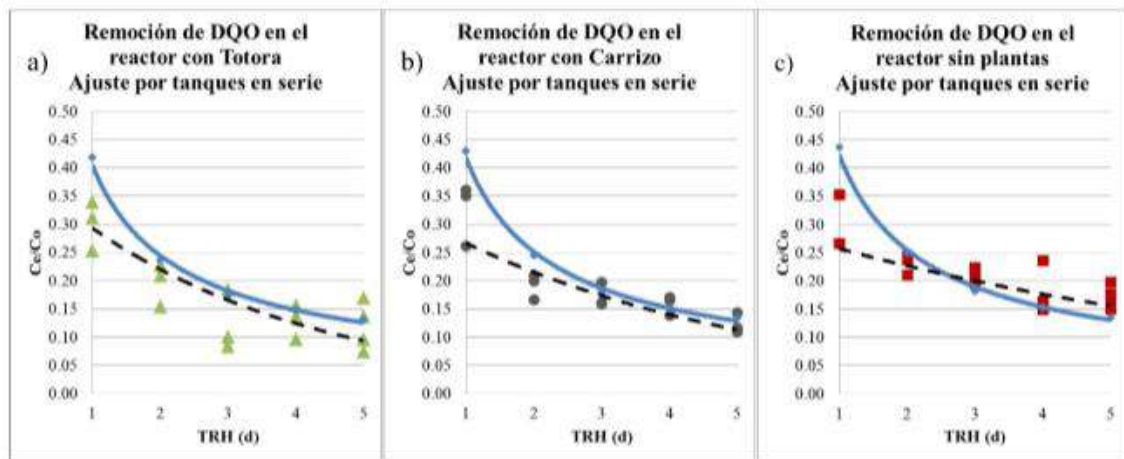 a)
Remoción de DQO en el
reactor con Totora
Ajuste por tanques en serie
0.50
0.45
0.40
0.35
0.30
0.25
0.20
0.15
0.10
0.05
0.00
Ce/Co
1 2 3 4 5
TRH (d)
b)
Remoción de DQO en el
reactor con Carrizo
Ajuste por tanques en serie
0.50
0.45
0.40
0.35
0.30
0.25
0.20
0.15
0.10
0.05
0.00
Ce/Co
1 2 3 4 5
TRH (d)
c)
Remoción de DQO en el
reactor sin plantas
Ajuste por tanques en serie
0.50
0.45
0.40
0.35
0.30
0.25
0.20
0.15
0.10
0.05
0.00
Ce/Co
1 2 3 4 5
TRH (d)